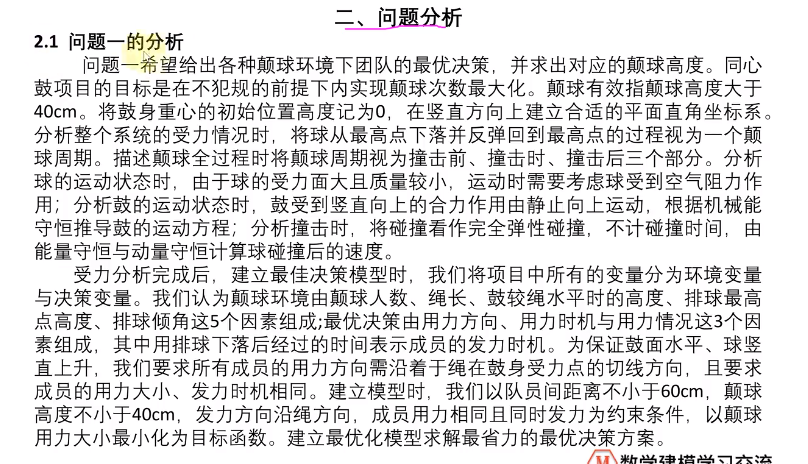 二、问题分析
2.1 问题一的分析
问题一希望给出各种颠球环境下团队的最优决策，并求出对应的颠球高度。同心
鼓项目的目标是在不犯规的前提下内实现颠球次数最大化。颠球有效指颠球高度大于
40cm。将鼓身重心的初始位置高度记为0，在竖直方向上建立合适的平面直角坐标系。
分析整个系统的受力情况时，将球从最高点下落并反弹回到最高点的过程视为一个颠
球周期。描述颠球全过程时将颠球周期视为撞击前、撞击时、撞击后三个部分。分析
球的运动状态时，由于球的受力面大且质量较小，运动时需要考虑球受到空气阻力作
用；分析鼓的运动状态时，鼓受到竖直向上的合力作用由静止向上运动，根据机械能
守恒推导鼓的运动方程；分析撞击时，将碰撞看作完全弹性碰撞，不计碰撞时间，由
能量守恒与动量守恒计算球碰撞后的速度。
受力分析完成后，建立最佳决策模型时，我们将项目中所有的变量分为环境变量
与决策变量。我们认为颠球环境由颠球人数、绳长、鼓较绳水平时的高度、排球最高
点高度、排球倾角这5个因素组成;最优决策由用力方向、用力时机与用力情况这3个因
素组成，其中用排球下落后经过的时间表示成员的发力时机。为保证鼓面水平、球竖
直上升，我们要求所有成员的用力方向需沿着于绳在鼓身受力点的切线方向，且要求
成员的用力大小、发力时机相同。建立模型时，我们以队员间距离不小于60cm，颠球
高度不小于40cm，发力方向沿绳方向，成员用力相同且同时发力为约束条件，以颠球
用力大小最小化为目标函数。建立最优化模型求解最省力的最优决策方案。
数学建模学习交流